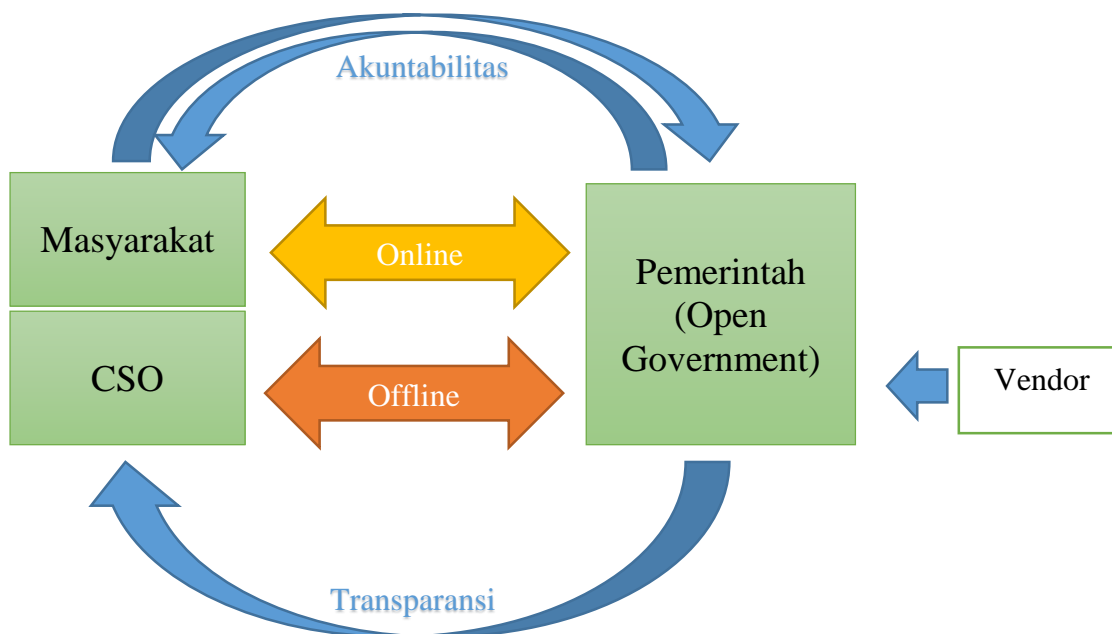 Akuntabilitas
Masyarakat
Online
Pemerintah
(Open
Government)
CSO
Offline
Vendor
Transparansi